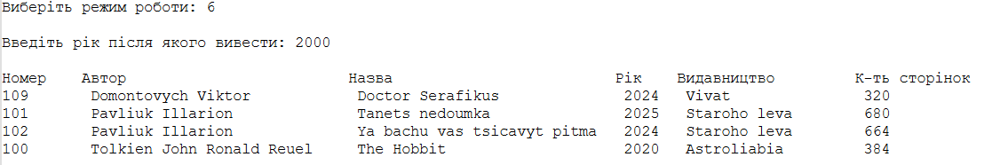 Виберіть режим роботи: 6
Введіть рік після якого вивести: 2000
Номер Автор Назва Рік Видавництво К-ть сторінок
109 Domontovych Viktor Doctor Serafikus 2024 Vivat 320
101 Pavliuk Illarion Tanets nedoumka 2025 Staroho leva 680
102 Pavliuk Illarion Ya bachu vas tsicavyt pitma 2024 Staroho leva 664
100 Tolkien John Ronald Reuel The Hobbit 2020 Astroliabia 384